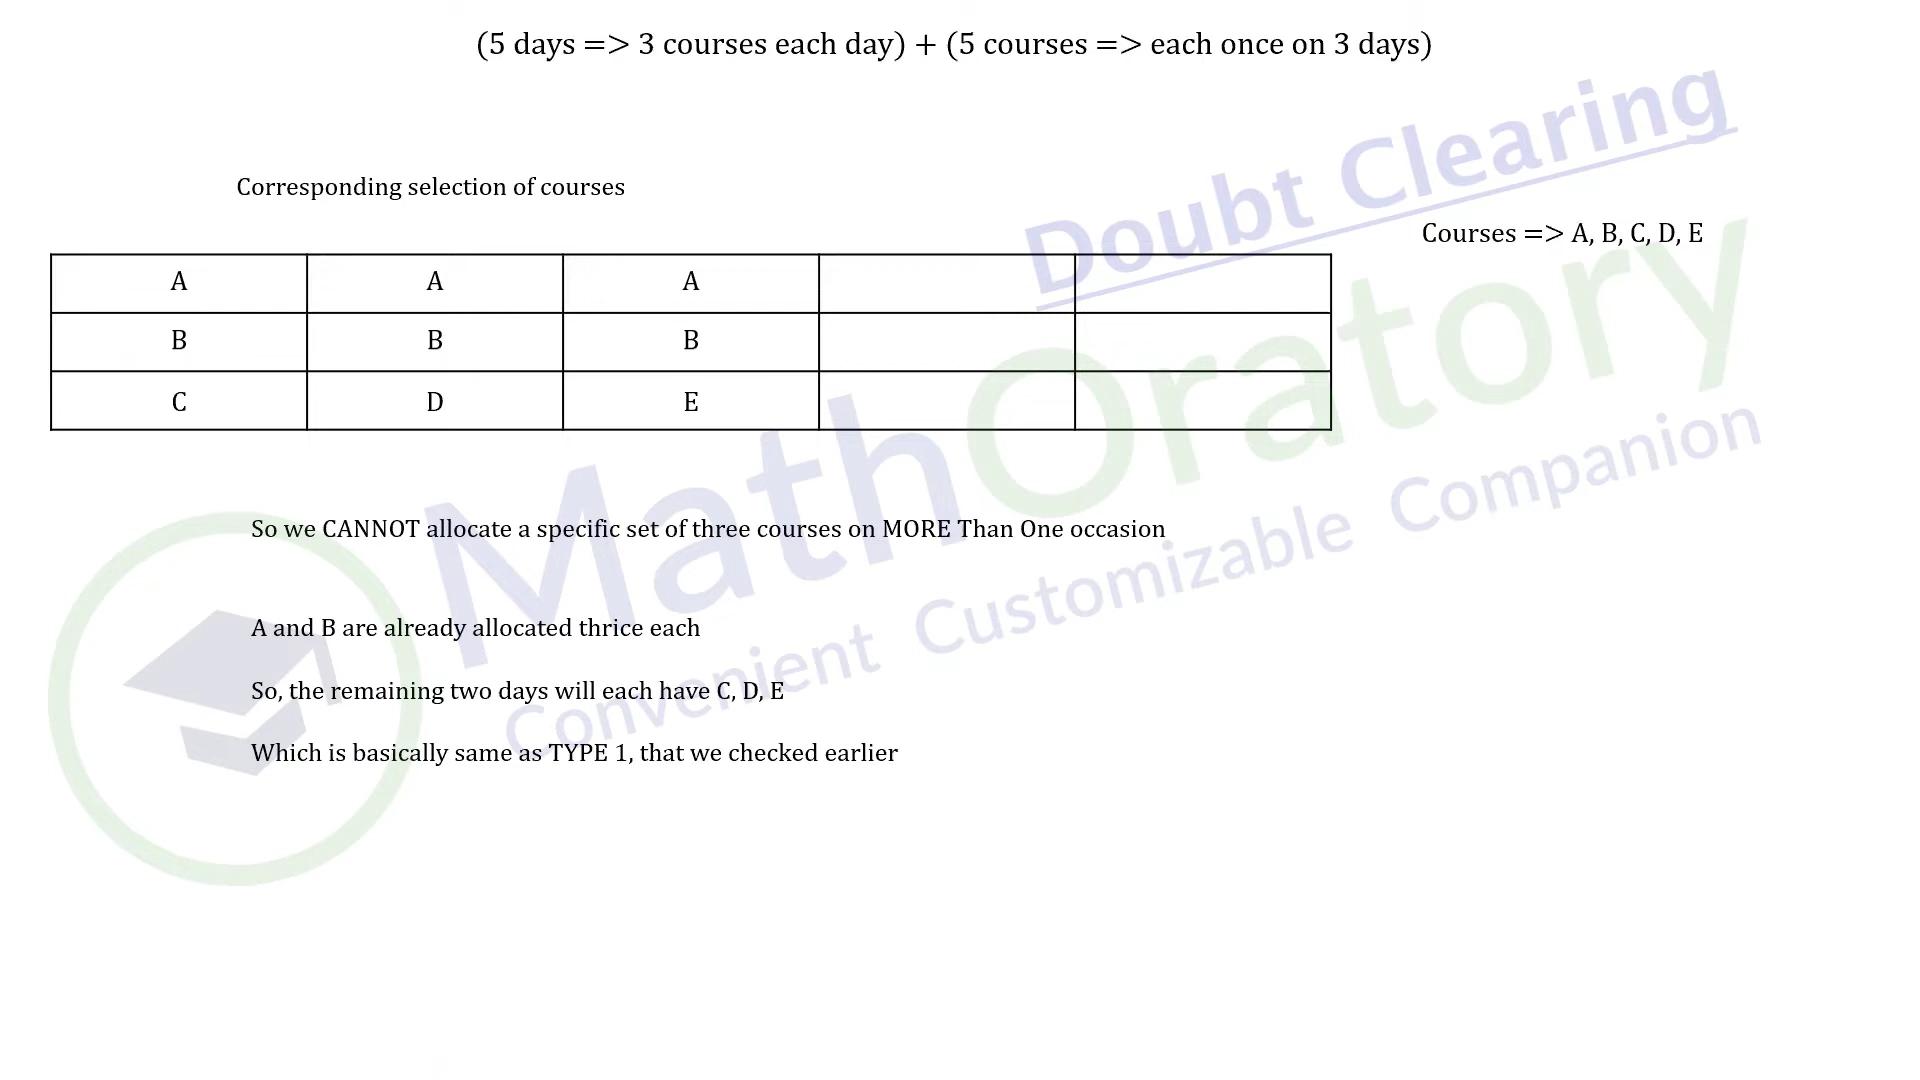 (5 days => 3 courses each day) + (5 courses => each once on 3 days)
Doubt Clearing
Corresponding selection of courses
Courses => A, B, C, D, E
A A A
B B B
C D E
MathOratory
Convenient Customizable Companion
So we CANNOT allocate a specific set of three courses on MORE Than One occasion
A and B are already allocated thrice each
So, the remaining two days will each have C, D, E
Which is basically same as TYPE 1, that we checked earlier